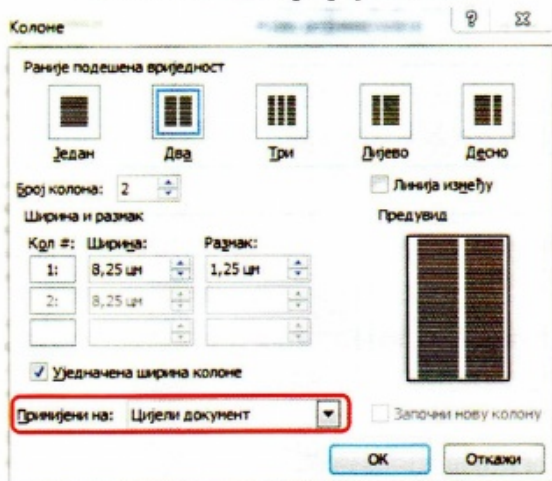 Колоне
Раније подешена вриједност
Један Два Три Лијево Десно
Број колона: 2
Линија између
Ширина и размак
Предувид
Кол #: Ширина: Размак:
1: 8,25 цм 1,25 цм
2: 8,25 цм
Уједначена ширина колоне
Примијени на: Цијели документ
Започни нову колону
OK Откажи